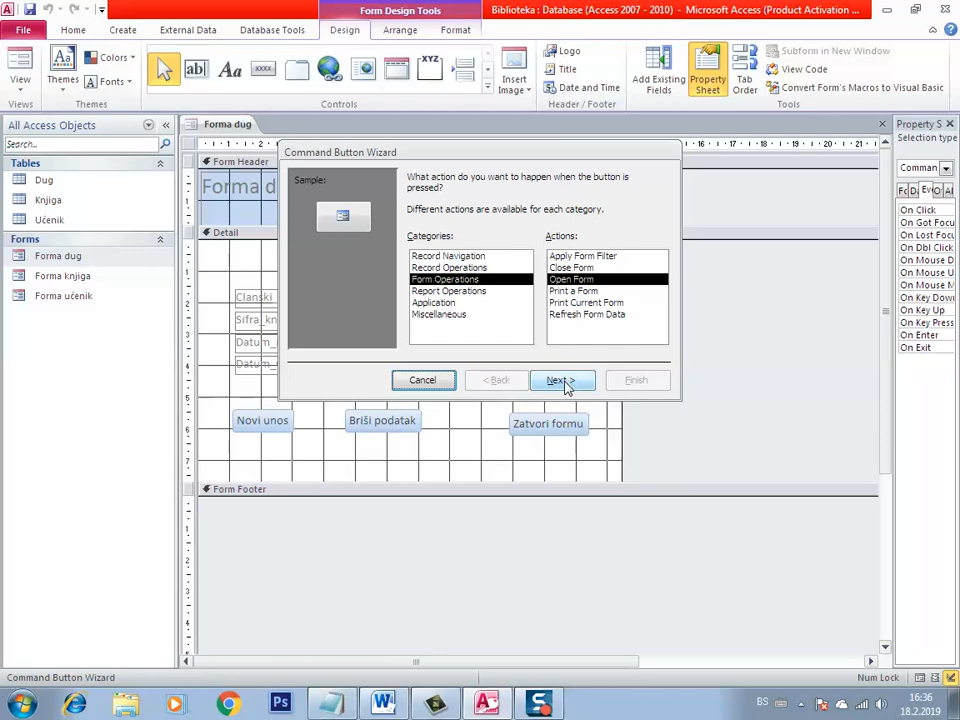 Form Design Tools
Biblioteka : Database (Access 2007 - 2010) - Microsoft Access (Product Activation ...
File
Home
Create
External Data
Database Tools
Design
Arrange
Format
View
Views
Themes
Colors
Fonts
Themes
ab|
Aa
XXXX
XYZ
Controls
Insert
Image
Logo
Title
Date and Time
Header / Footer
Add Existing
Fields
Property
Sheet
Tab
Order
Subform in New Window
View Code
Convert Form's Macros to Visual Basic
Tools
All Access Objects
Search...
Tables
Dug
Knjiga
Učenik
Forms
Forma dug
Forma knjiga
Forma učenik
Forma dug
Form Header
Forma d
Detail
Clanski
Sifra_kn
Datum_
Datum_
Novi unos
Briši podatak
Zatvori formu
Form Footer
Command Button Wizard
Sample:
What action do you want to happen when the button is
pressed?
Different actions are available for each category.
Categories:
Record Navigation
Record Operations
Form Operations
Report Operations
Application
Miscellaneous
Actions:
Apply Form Filter
Close Form
Open Form
Print a Form
Print Current Form
Refresh Form Data
Cancel
< Back
Next >
Finish
Property S
Selection type
Comman
On Click
On Got Focu
On Lost Focu
On Dbl Click
On Mouse D
On Mouse U
On Mouse M
On Key Down
On Key Up
On Key Press
On Enter
On Exit
Command Button Wizard
Num Lock
Ps
BS
16:36
18.2.2019